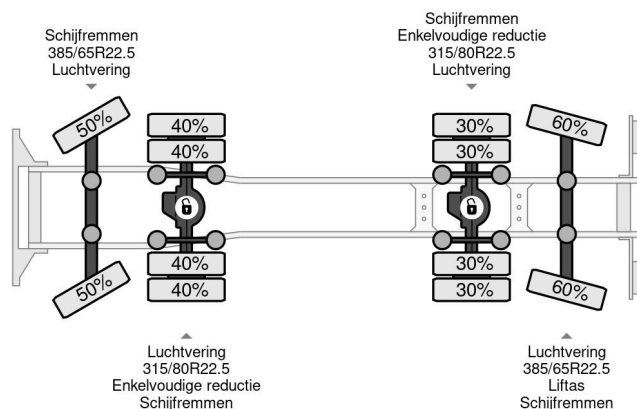 Schijfremmen
385/65R22.5
Luchtvering
Schijfremmen
Enkelvoudige reductie
315/80R22.5
Luchtvering
50%
40%
40%
30%
30%
60%
50%
40%
40%
30%
30%
60%
Luchtvering
315/80R22.5
Enkelvoudige reductie
Schijfremmen
Luchtvering
385/65R22.5
Liftas
Schijfremmen